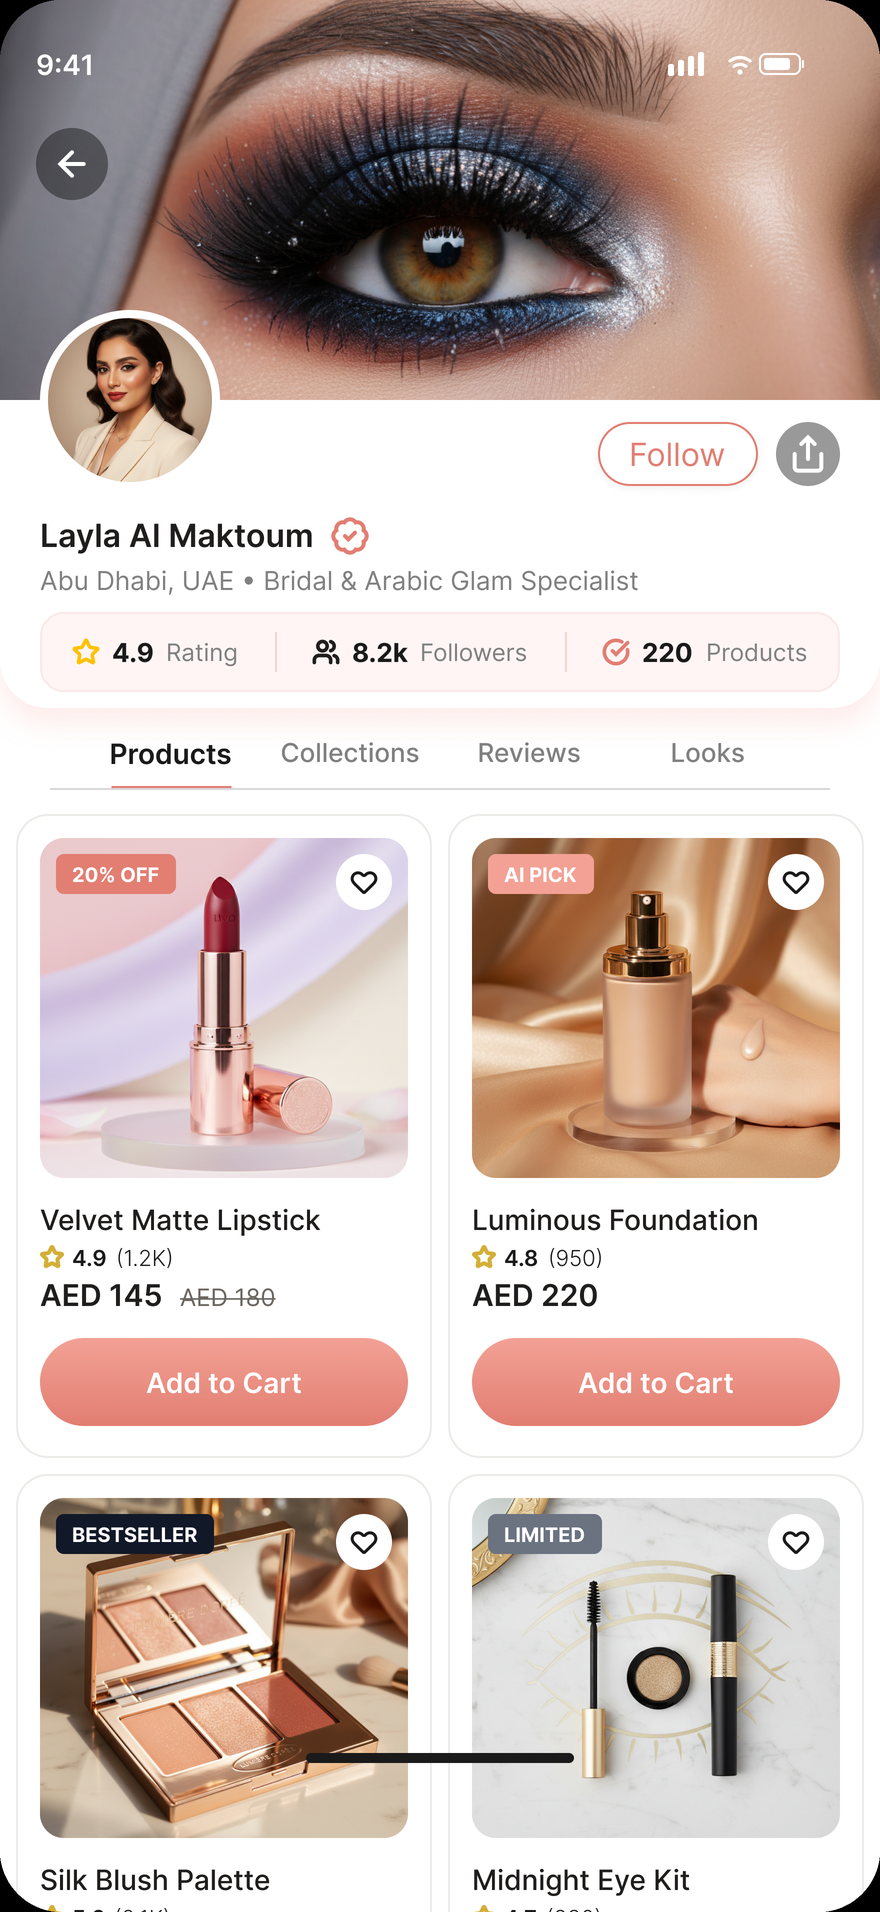 9:41
Follow
Layla Al Maktoum
Abu Dhabi, UAE • Bridal & Arabic Glam Specialist
4.9 Rating
8.2k Followers
220 Products
Products Collections Reviews Looks
20% OFF
AI PICK
Velvet Matte Lipstick
4.9 (1.2K)
AED 145 AED 180
Add to Cart
Luminous Foundation
4.8 (950)
AED 220
Add to Cart
BESTSELLER
LIMITED
Silk Blush Palette
Midnight Eye Kit